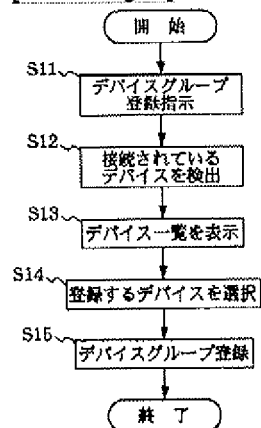 開 始
S11
デバイスグループ
登録指示
S12
接続されている
デバイスを検出
S13
デバイス一覧を表示
S14
登録するデバイスを選択
S15
デバイスグループ登録
終 了